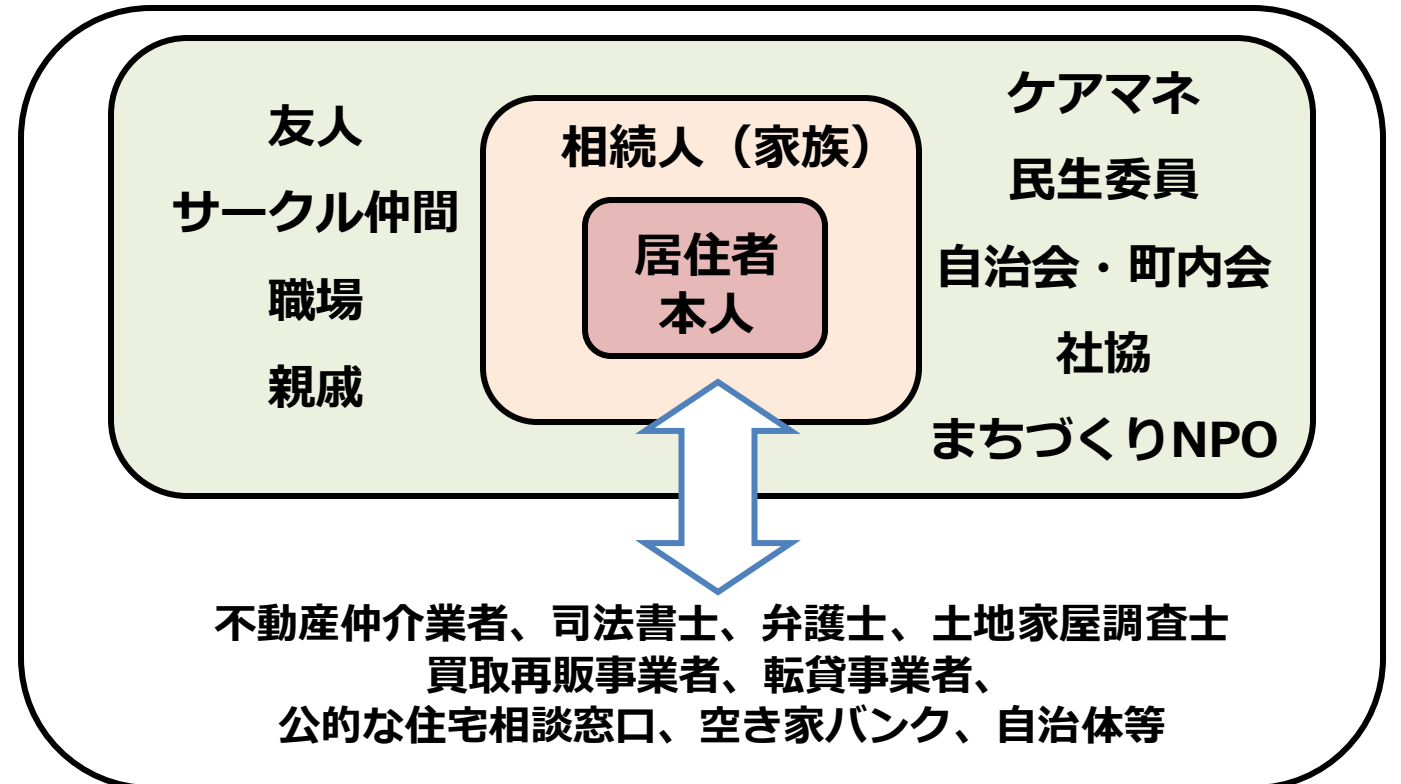 友人
サークル仲間
職場
親戚
相続人（家族）
居住者
本人
ケアマネ
民生委員
自治会・町内会
社協
まちづくりNPO
不動産仲介業者、司法書士、弁護士、土地家屋調査士
買取再販事業者、転貸事業者、
公的な住宅相談窓口、空き家バンク、自治体等